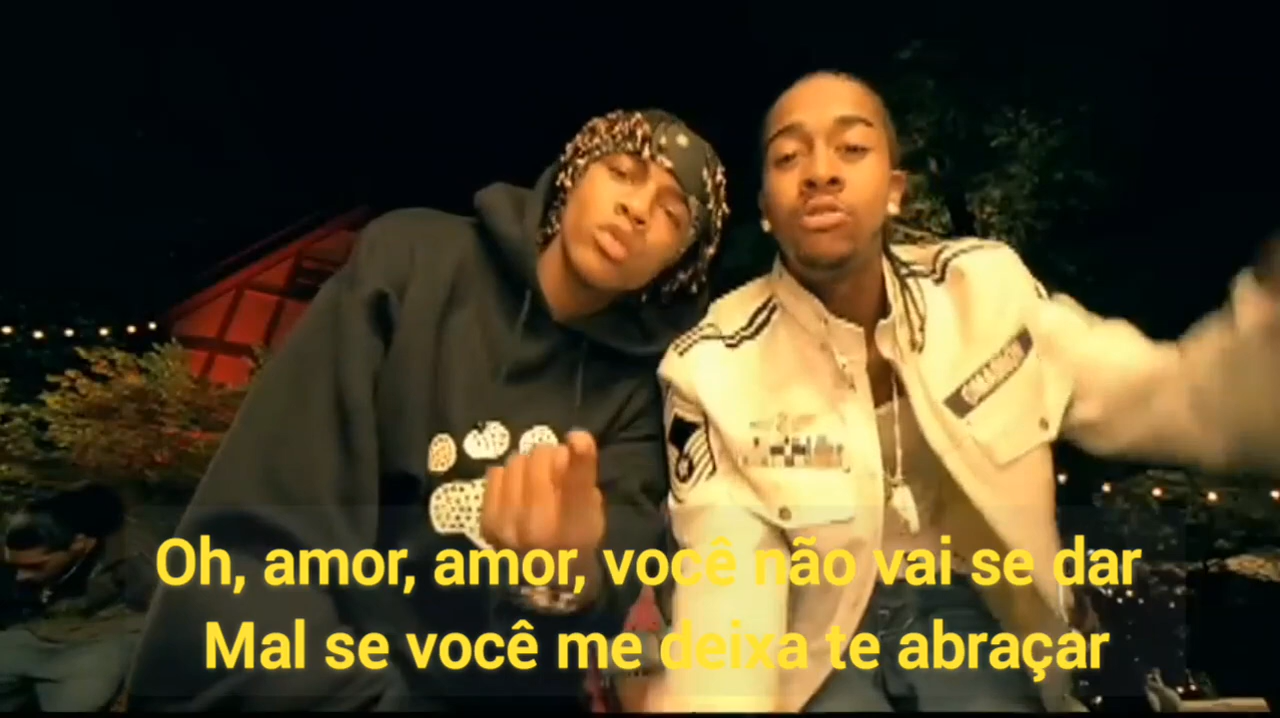 Oh, amor, amor, você não vai se dar
Mal se você me deixa te abraçar